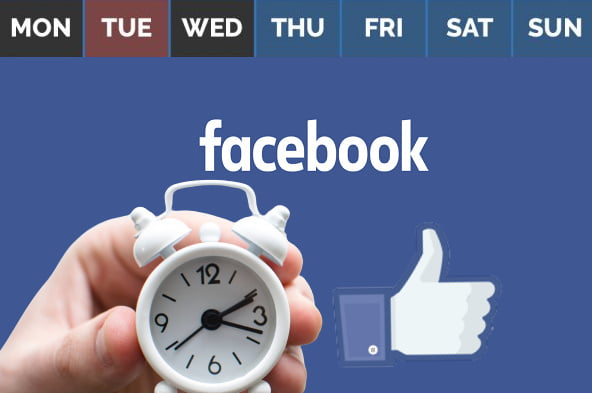 MON TUE WED THU FRI SAT SUN
facebook
12
9 3
6